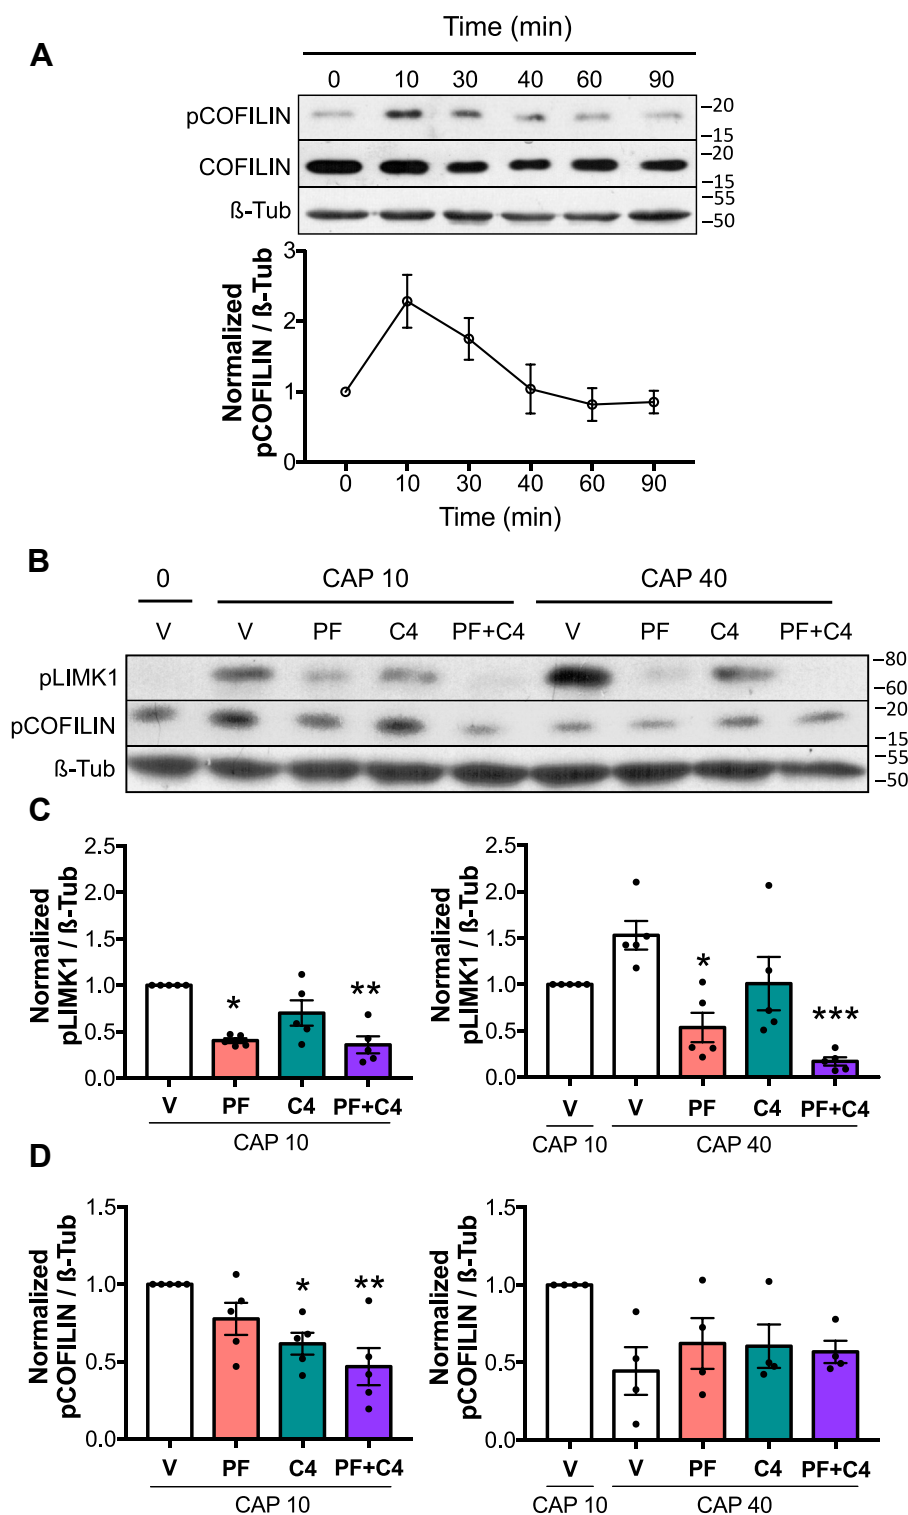 A
Time (min)
0 10 30 40 60 90
pCOFILIN
–20
–15
COFILIN
–20
–15
ß-Tub
–55
–50
Normalized
pCOFILIN / ß-Tub
3
2
1
0
0 10 30 40 60 90
Time (min)
B
0 CAP 10 CAP 40
V V PF C4 PF+C4 V PF C4 PF+C4
pLIMK1
–80
–60
pCOFILIN
–20
–15
ß-Tub
–55
–50
C
Normalized
pLIMK1 / ß-Tub
2.5
2.0
1.5
1.0
0.5
0.0
* **
V PF C4 PF+C4
CAP 10
Normalized
pLIMK1 / ß-Tub
2.5
2.0
1.5
1.0
0.5
0.0
* ***
V V PF C4 PF+C4
CAP 10 CAP 40
D
Normalized
pCOFILIN / ß-Tub
1.5
1.0
0.5
0.0
* **
V PF C4 PF+C4
CAP 10
Normalized
pCOFILIN / ß-Tub
1.5
1.0
0.5
0.0
V V PF C4 PF+C4
CAP 10 CAP 40